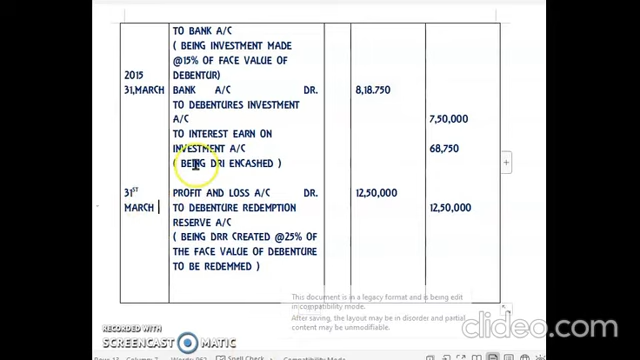 TO BANK A/C
( BEING INVESTMENT MADE
@15% OF FACE VALUE OF
2015 DEBENTUR)
31,MARCH BANK A/C DR. 8,18.750
TO DEBENTURES INVESTMENT
A/C 7,50,000
TO INTEREST EARN ON
INVESTMENT A/C 68,750
( BEING DRI ENCASHED )
31ST PROFIT AND LOSS A/C DR. 12,50,000
MARCH TO DEBENTURE REDEMPTION 12,50,000
RESERVE A/C
( BEING DRR CREATED @25% OF
THE FACE VALUE OF DEBENTURE
TO BE REDEMMED )
This document is in a legacy format and is being edit
in compatibility mode.
After saving, the layout may be in disorder and partial
content may be unmodifiable.
RECORDED WITH
SCREENCAST MATIC
clideo.com
Spell Check
Compatibility Mode